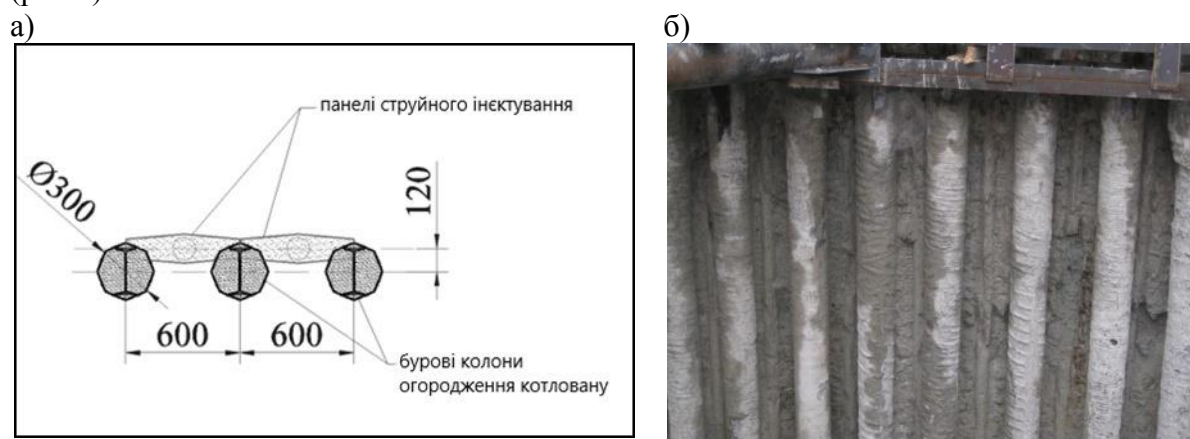 а)
б)
панелі струйного інєктування
Ø300
120
600
600
бурові колони
огородження котловану